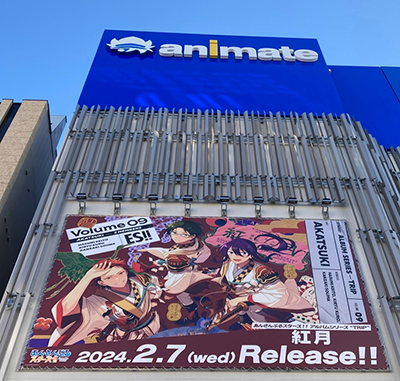 animate
Volume 09
ES!!
紅
AKATSUKI
ALBUM SERIES
TRIP
09
あんさんぶるスターズ!! アルバムシリーズ "TRIP"
紅月
2024.2.7(wed) Release!!